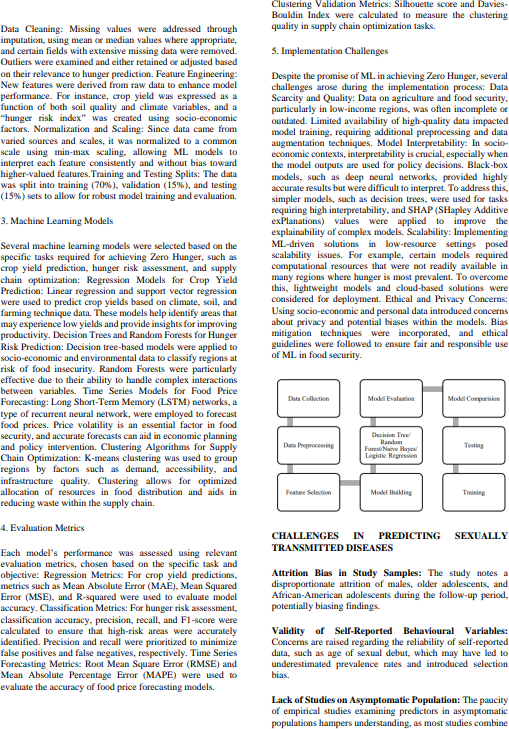 Data Cleaning: Missing values were addressed through
imputation, using mean or median values where appropriate,
and certain fields with extensive missing data were removed.
Outliers were examined and either retained or adjusted based
on their relevance to hunger prediction. Feature Engineering:
New features were derived from raw data to enhance model
performance. For instance, crop yield was expressed as a
function of both soil quality and climate variables, and a
“hunger risk index” was created using socio-economic
factors. Normalization and Scaling: Since data came from
varied sources and scales, it was normalized to a common
scale using min-max scaling, allowing ML models to
interpret each feature consistently and without bias toward
higher-valued features.Training and Testing Splits: The data
was split into training (70%), validation (15%), and testing
(15%) sets to allow for robust model training and evaluation.
3. Machine Learning Models
Several machine learning models were selected based on the
specific tasks required for achieving Zero Hunger, such as
crop yield prediction, hunger risk assessment, and supply
chain optimization: Regression Models for Crop Yield
Prediction: Linear regression and support vector regression
were used to predict crop yields based on climate, soil, and
farming technique data. These models help identify areas that
may experience low yields and provide insights for improving
productivity. Decision Trees and Random Forests for Hunger
Risk Prediction: Decision tree-based models were applied to
socio-economic and environmental data to classify regions at
risk of food insecurity. Random Forests were particularly
effective due to their ability to handle complex interactions
between variables. Time Series Models for Food Price
Forecasting: Long Short-Term Memory (LSTM) networks, a
type of recurrent neural network, were employed to forecast
food prices. Price volatility is an essential factor in food
security, and accurate forecasts can aid in economic planning
and policy intervention. Clustering Algorithms for Supply
Chain Optimization: K-means clustering was used to group
regions by factors such as demand, accessibility, and
infrastructure quality. Clustering allows for optimized
allocation of resources in food distribution and aids in
reducing waste within the supply chain.
4. Evaluation Metrics
Each model’s performance was assessed using relevant
evaluation metrics, chosen based on the specific task and
objective: Regression Metrics: For crop yield predictions,
metrics such as Mean Absolute Error (MAE), Mean Squared
Error (MSE), and R-squared were used to evaluate model
accuracy. Classification Metrics: For hunger risk assessment,
classification accuracy, precision, recall, and F1-score were
calculated to ensure that high-risk areas were accurately
identified. Precision and recall were prioritized to minimize
false positives and false negatives, respectively. Time Series
Forecasting Metrics: Root Mean Square Error (RMSE) and
Mean Absolute Percentage Error (MAPE) were used to
evaluate the accuracy of food price forecasting models.
Clustering Validation Metrics: Silhouette score and Davies-
Bouldin Index were calculated to measure the clustering
quality in supply chain optimization tasks.
5. Implementation Challenges
Despite the promise of ML in achieving Zero Hunger, several
challenges arose during the implementation process: Data
Scarcity and Quality: Data on agriculture and food security,
particularly in low-income regions, was often incomplete or
outdated. Limited availability of high-quality data impacted
model training, requiring additional preprocessing and data
augmentation techniques. Model Interpretability: In socio-
economic contexts, interpretability is crucial, especially when
the model outputs are used for policy decisions. Black-box
models, such as deep neural networks, provided highly
accurate results but were difficult to interpret. To address this,
simpler models, such as decision trees, were used for tasks
requiring high interpretability, and SHAP (SHapley Additive
exPlanations) values were applied to improve the
explainability of complex models. Scalability: Implementing
ML-driven solutions in low-resource settings posed
scalability issues. For example, certain models required
computational resources that were not readily available in
many regions where hunger is most prevalent. To overcome
this, lightweight models and cloud-based solutions were
considered for deployment. Ethical and Privacy Concerns:
Using socio-economic and personal data introduced concerns
about privacy and potential biases within the models. Bias
mitigation techniques were incorporated, and ethical
guidelines were followed to ensure fair and responsible use
of ML in food security.
Data Collection
Model Evaluation
Model Comparision
Data Preprocessing
Decision Tree/
Random
Forest/Naive Bayes/
Logistic Regression
Testing
Feature Selection
Model Building
Training
CHALLENGES IN PREDICTING SEXUALLY
TRANSMITTED DISEASES
Attrition Bias in Study Samples: The study notes a
disproportionate attrition of males, older adolescents, and
African-American adolescents during the follow-up period,
potentially biasing findings.
Validity of Self-Reported Behavioural Variables:
Concerns are raised regarding the reliability of self-reported
data, such as age of sexual debut, which may have led to
underestimated prevalence rates and introduced selection
bias.
Lack of Studies on Asymptomatic Population: The paucity
of empirical studies examining predictors in asymptomatic
populations hampers understanding, as most studies combine